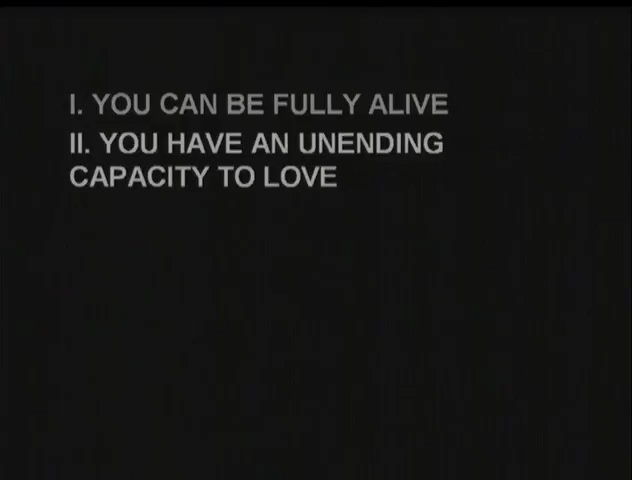 I. YOU CAN BE FULLY ALIVE
II. YOU HAVE AN UNENDING
CAPACITY TO LOVE